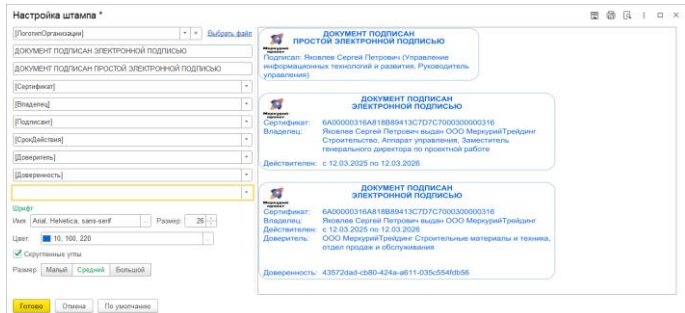 Настройка штампа *
[ЛоготипОрганизации]
Выбрать файл
ДОКУМЕНТ ПОДПИСАН ЭЛЕКТРОННОЙ ПОДПИСЬЮ
ДОКУМЕНТ ПОДПИСАН ПРОСТОЙ ЭЛЕКТРОННОЙ ПОДПИСЬЮ
[Сертификат]
[Владелец]
[Подписант]
[СрокДействия]
[Доверитель]
[Доверенность]
Шрифт
Имя: Arial, Helvetica, sans-serif ... Размер: 26
Цвет: 10, 100, 220 ...
Скругленные углы
Размер: Малый Средний Большой
Готово Отмена По умолчанию
ДОКУМЕНТ ПОДПИСАН
ПРОСТОЙ ЭЛЕКТРОННОЙ ПОДПИСЬЮ
Меркурий
проект
Подписал: Яковлев Сергей Петрович (Управление
информационных технологий и развития, Руководитель
управления)
ДОКУМЕНТ ПОДПИСАН
ЭЛЕКТРОННОЙ ПОДПИСЬЮ
Меркурий
проект
Сертификат: 6A00000316A818B89413C7D7C7000300000316
Владелец: Яковлев Сергей Петрович выдан ООО МеркурийТрейдинг
Строительство, Аппарат управления, Заместитель
генерального директора по проектной работе
Действителен: с 12.03.2025 по 12.03.2026
ДОКУМЕНТ ПОДПИСАН
ЭЛЕКТРОННОЙ ПОДПИСЬЮ
Меркурий
проект
Сертификат: 6A00000316A818B89413C7D7C7000300000316
Владелец: Яковлев Сергей Петрович выдан ООО МеркурийТрейдинг
Действителен: с 12.03.2025 по 12.03.2026
Доверитель: ООО МеркурийТрейдинг Строительные материалы и техника,
отдел продаж и обслуживания
Доверенность: 43572dad-cb80-424a-a611-035c554fdb56